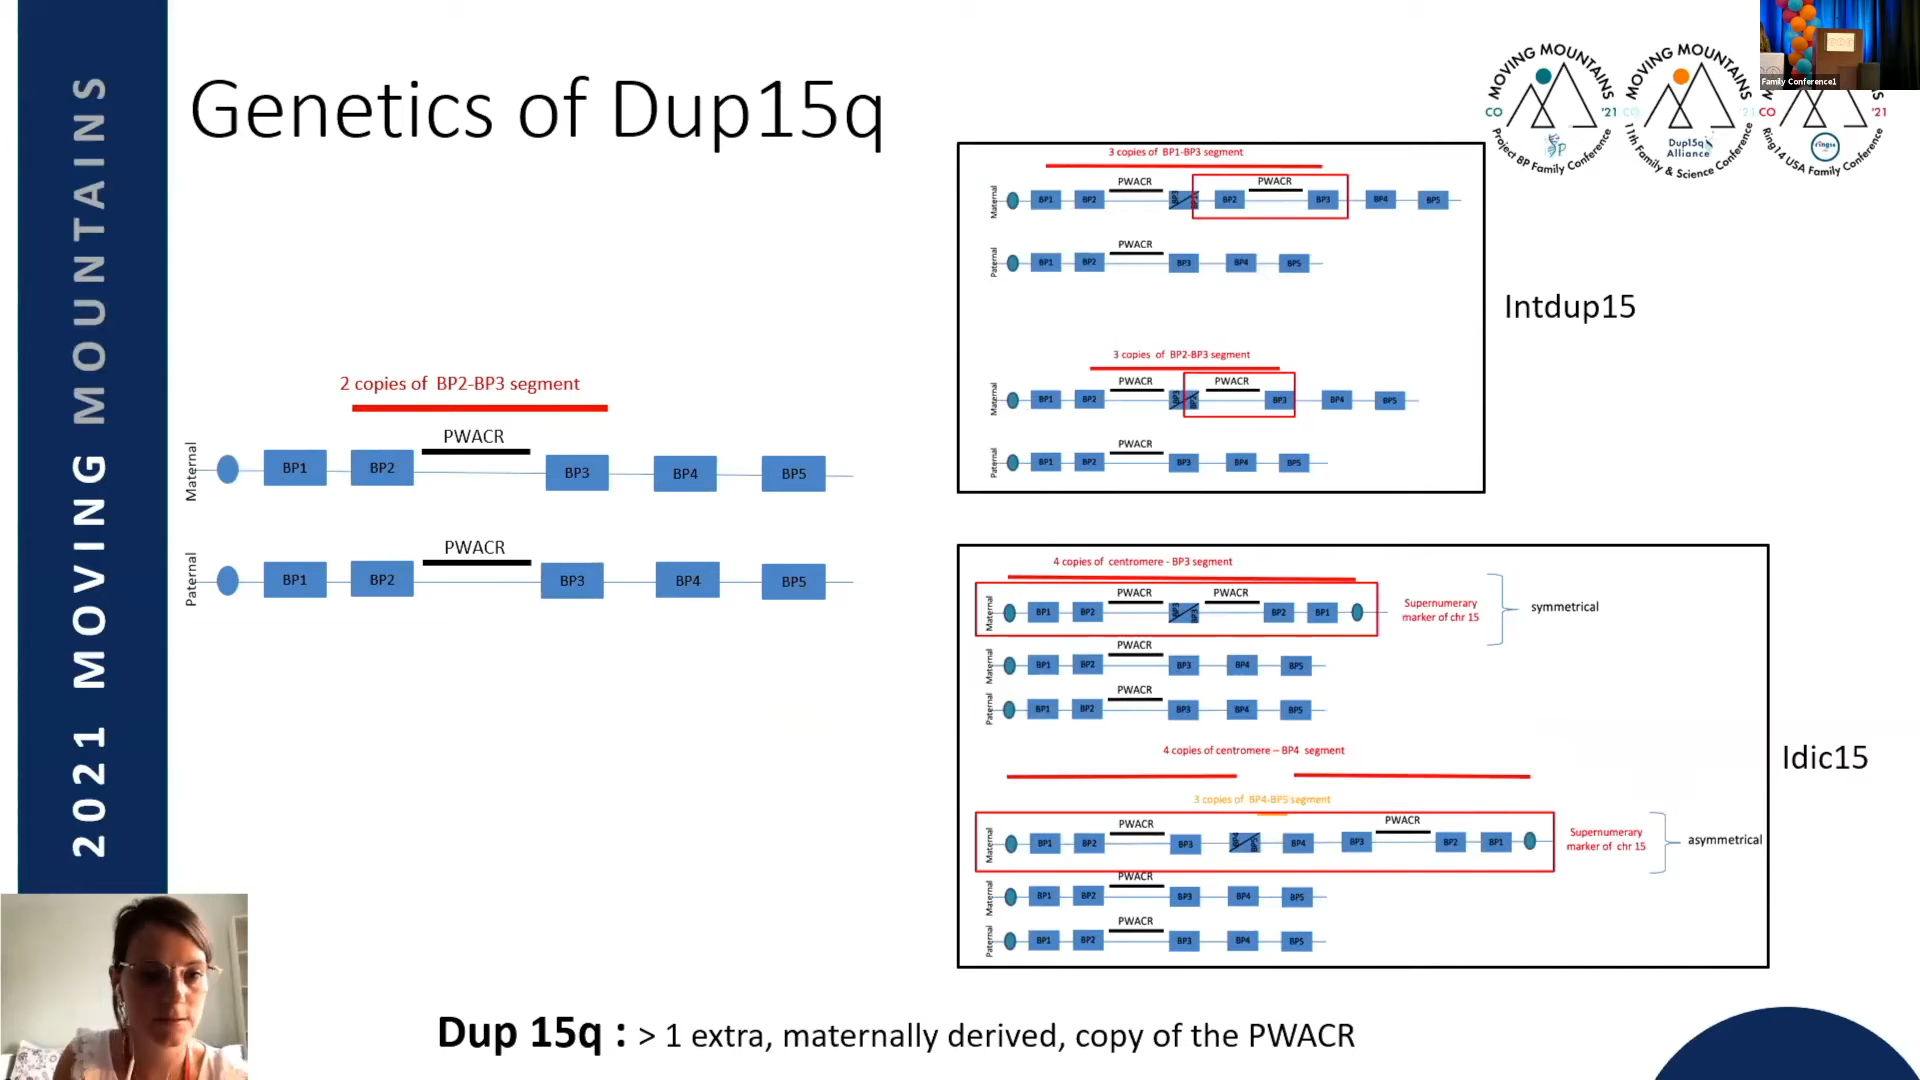 2021 MOVING MOUNTAINS
Genetics of Dup15q
MOVING MOUNTAINS
CO '21
Project 8P Family Conference
MOVING MOUNTAINS
Dup15q Alliance
11th Family & Science Conference
Family Conference1
CO '21
ring14
Ring14 USA Family Conference
2 copies of BP2-BP3 segment
PWACR
Maternal BP1 BP2 BP3 BP4 BP5
PWACR
Paternal BP1 BP2 BP3 BP4 BP5
3 copies of BP1-BP3 segment
PWACR PWACR
Maternal BP1 BP2 BP3 BP2 BP3 BP4 BP5
PWACR
Paternal BP1 BP2 BP3 BP4 BP5
Intdup15
3 copies of BP2-BP3 segment
PWACR PWACR
Maternal BP1 BP2 BP3 BP2 BP3 BP4 BP5
PWACR
Paternal BP1 BP2 BP3 BP4 BP5
4 copies of centromere - BP3 segment
PWACR PWACR
Maternal BP1 BP2 BP3 BP3 BP2 BP1
Supernumerary
marker of chr 15
symmetrical
PWACR
Maternal BP1 BP2 BP3 BP4 BP5
PWACR
Paternal BP1 BP2 BP3 BP4 BP5
4 copies of centromere – BP4 segment
Idic15
3 copies of BP4-BP5 segment
PWACR PWACR
Maternal BP1 BP2 BP3 BP4 BP5 BP4 BP3 BP2 BP1
Supernumerary
marker of chr 15
asymmetrical
PWACR
Maternal BP1 BP2 BP3 BP4 BP5
PWACR
Paternal BP1 BP2 BP3 BP4 BP5
Dup 15q : > 1 extra, maternally derived, copy of the PWACR